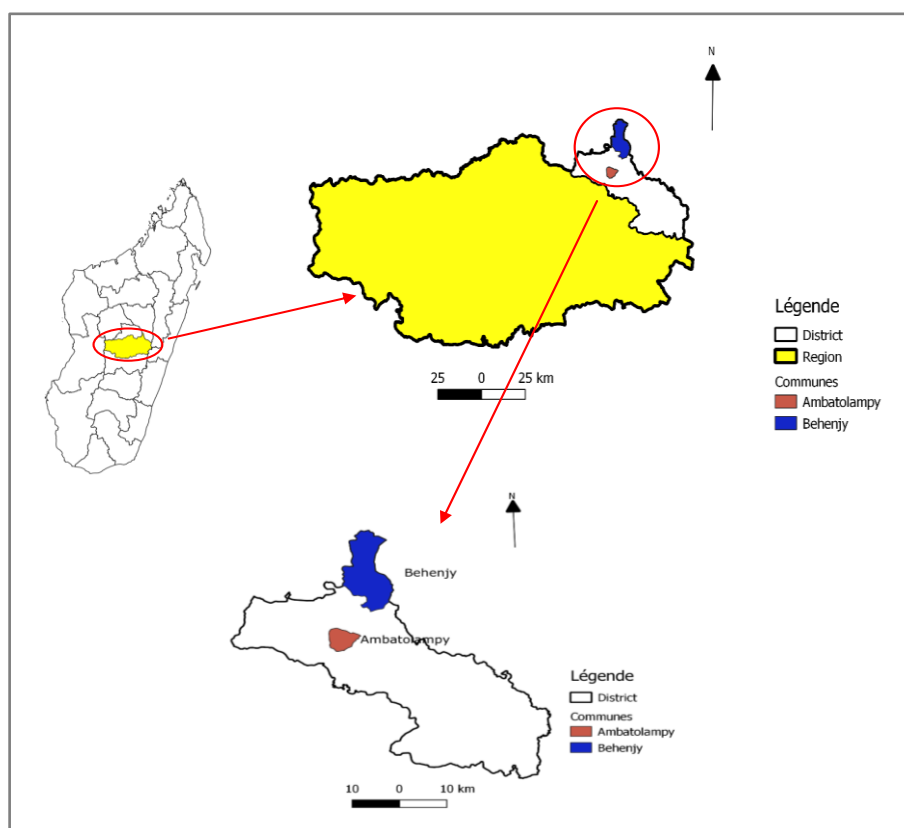 N
Légende
District
Region
Communes
Ambatolampy
Behenjy
25 0 25 km
N
Behenjy
Ambatolampy
Légende
District
Communes
Ambatolampy
Behenjy
10 0 10 km